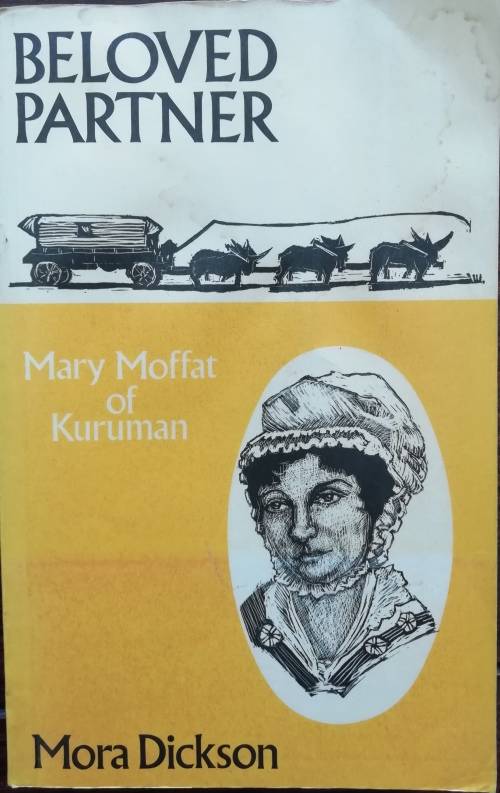 BELOVED
PARTNER
Mary Moffat
of
Kuruman
Mora Dickson